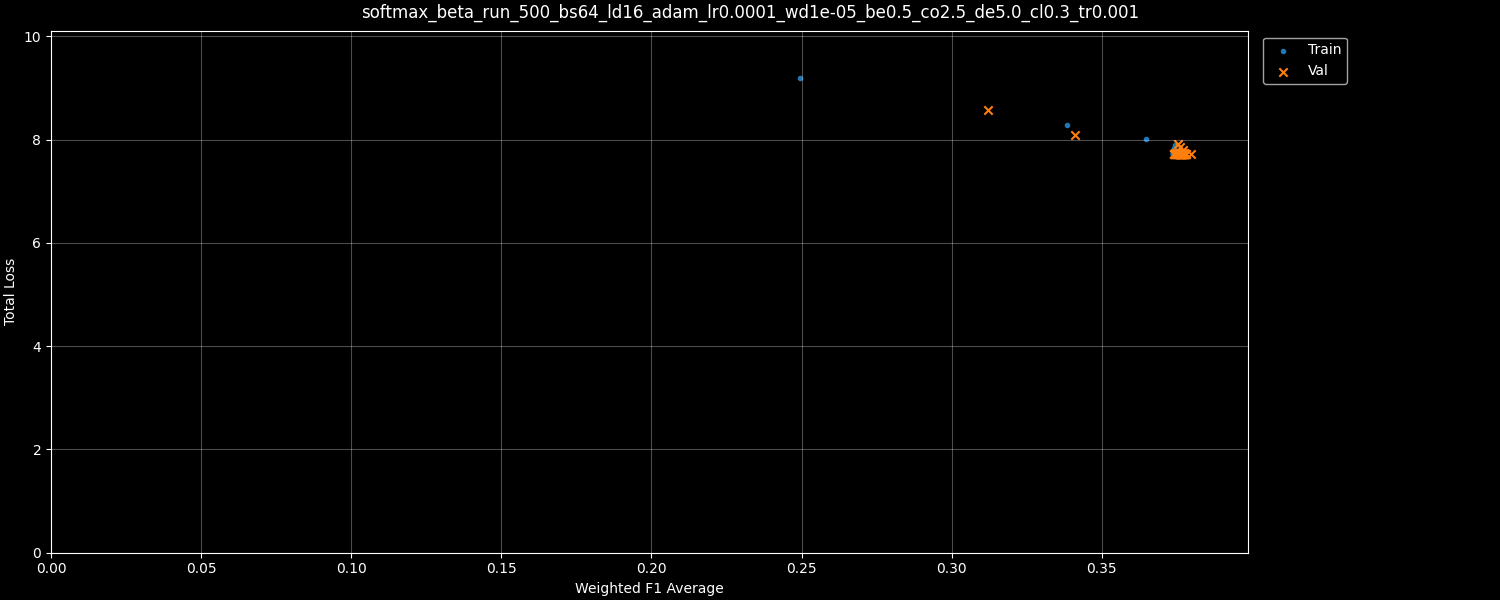 softmax_beta_run_500_bs64_ld16_adam_lr0.0001_wd1e-05_be0.5_co2.5_de5.0_cl0.3_tr0.001
Train
Val
10
8
6
4
2
0
Total Loss
0.00 0.05 0.10 0.15 0.20 0.25 0.30 0.35
Weighted F1 Average